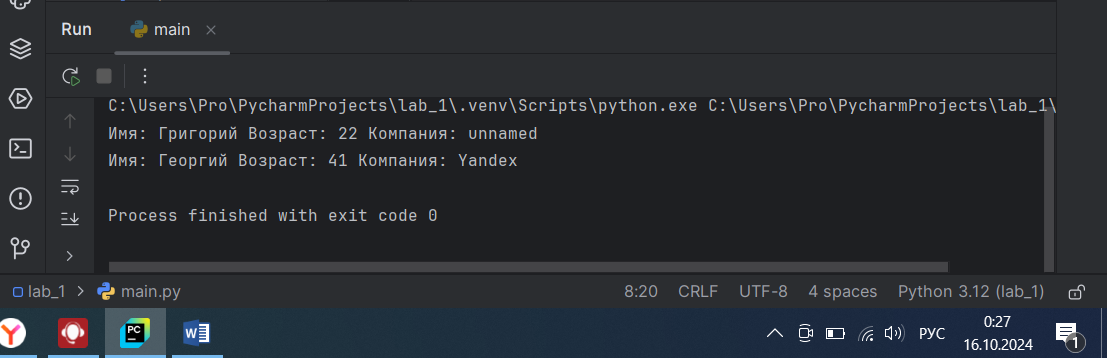 Run main
C:\Users\Pro\PycharmProjects\lab_1\.venv\Scripts\python.exe C:\Users\Pro\PycharmProjects\lab_1\
Имя: Григорий Возраст: 22 Компания: unnamed
Имя: Георгий Возраст: 41 Компания: Yandex
Process finished with exit code 0
lab_1 > main.py 8:20 CRLF UTF-8 4 spaces Python 3.12 (lab_1)
Y PC W РУС 0:27
16.10.2024 1